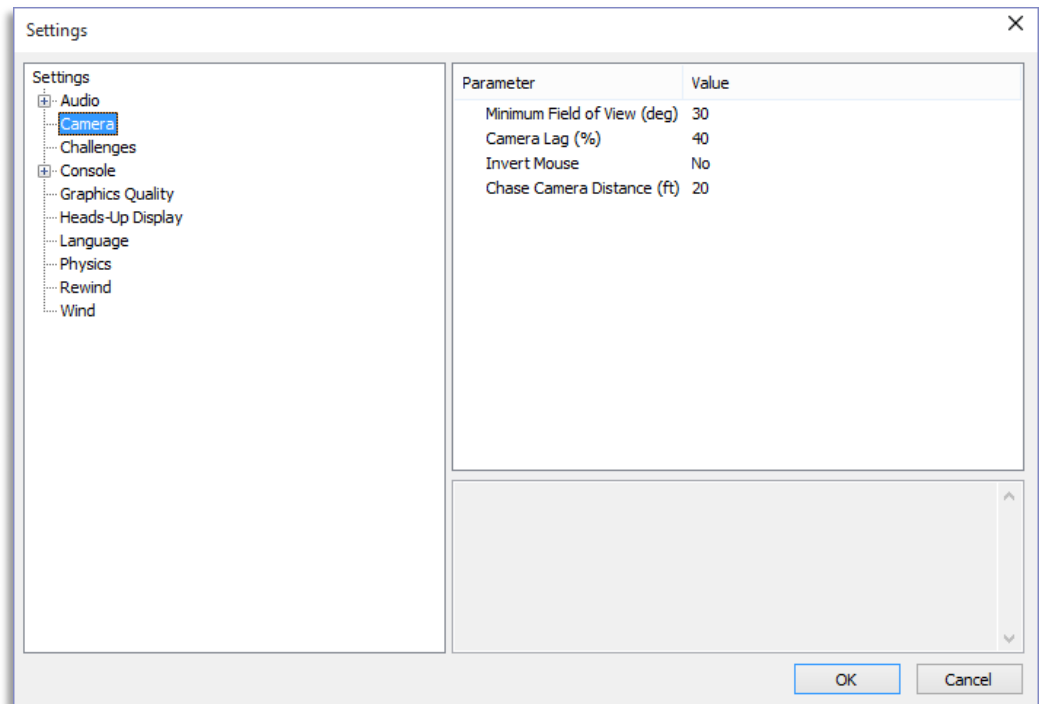 Settings
Settings
Audio
Camera
Challenges
Console
Graphics Quality
Heads-Up Display
Language
Physics
Rewind
Wind
Parameter Value
Minimum Field of View (deg) 30
Camera Lag (%) 40
Invert Mouse No
Chase Camera Distance (ft) 20
OK Cancel